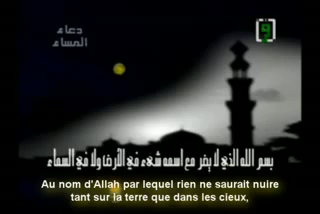 دعاء
المساء
بسم الله الذي لا يضر مع اسمه شيء في الأرض ولا في السماء
Au nom d'Allah par lequel rien ne saurait nuire
tant sur la terre que dans les cieux,